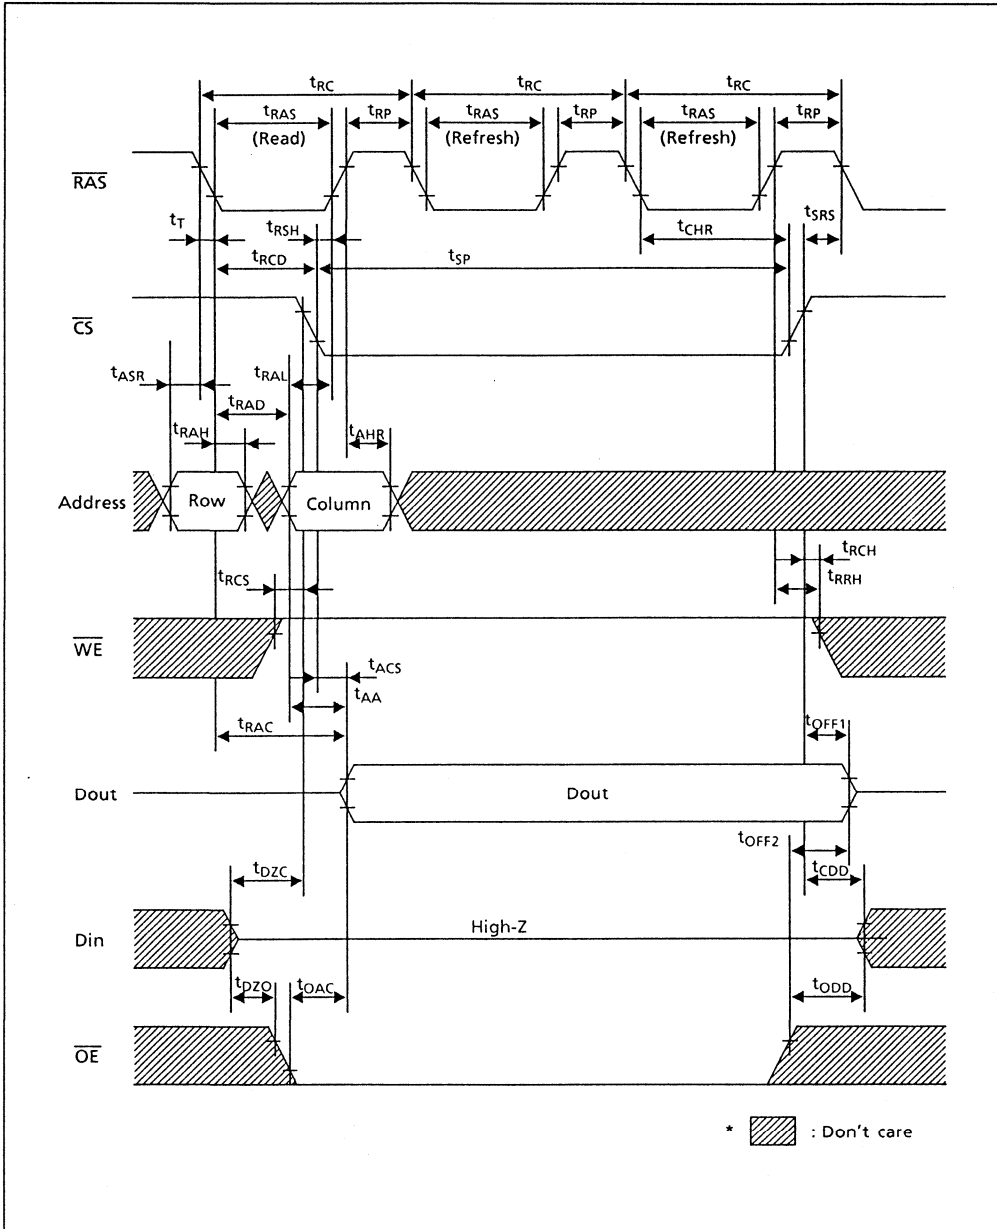 tRC tRC tRC
tRAS tRP tRAS tRP tRAS tRP
(Read) (Refresh) (Refresh)
RAS
tT tRSH tCHR tSRS
tRCD tSP
CS
tASR tRAL
tRAD
tRAH tAHR
Address Row Column
tRCH
tRCS tRRH
WE
tACS
tAA
tRAC tOFF1
Dout Dout
tOFF2
tDZC tCDD
High-Z
Din
tDZO tOAC tODD
OE
* : Don't care